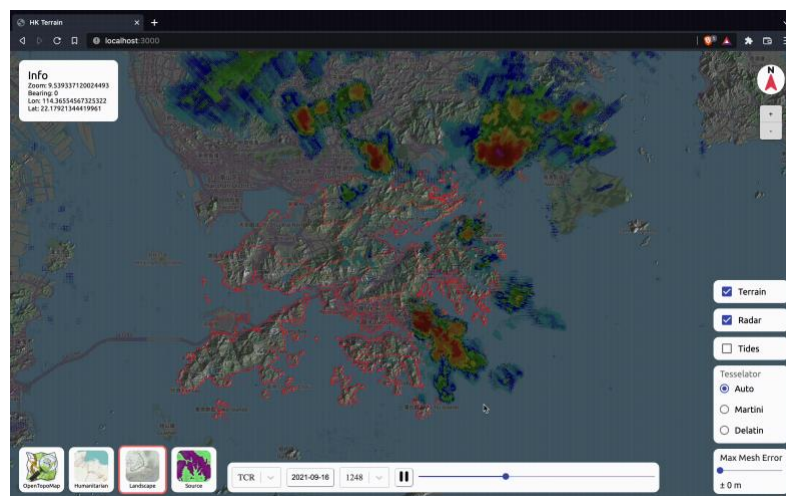 HK Terrain
localhost:3000
Info
Zoom: 9.539337120024493
Bearing: 0
Lon: 114.36554567325322
Lat: 22.17921344419961
N
+
-
Terrain
Radar
Tides
Tesselator
Auto
Martini
Delatin
Max Mesh Error
± 0 m
OpenTopoMap
Humanitarian
Landscape
Source
TCR
2021-09-16
1248